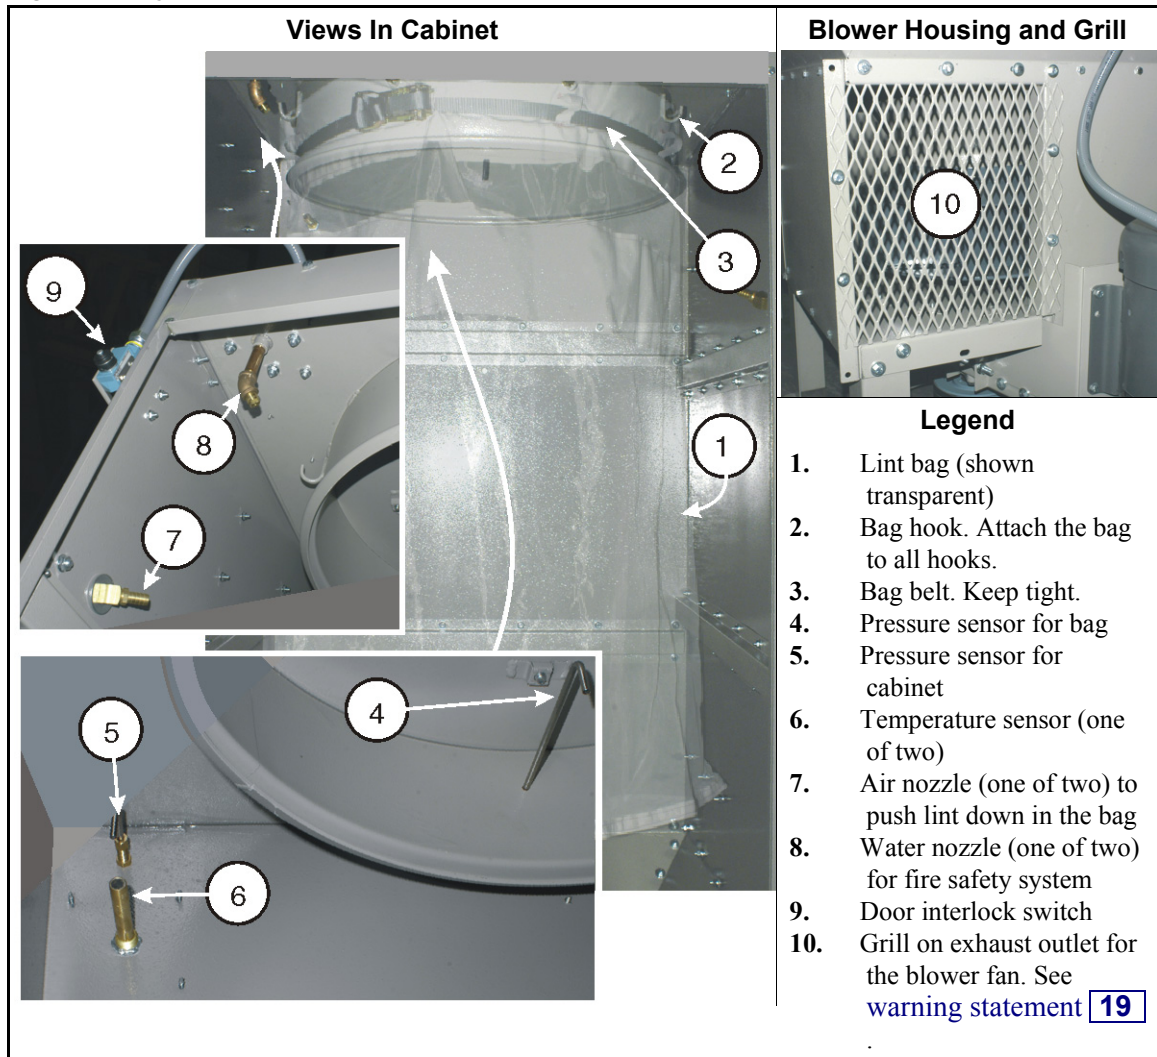 Views In Cabinet
2
3
9
8
1
7
4
5
6
Blower Housing and Grill
10
Legend
1. Lint bag (shown
transparent)
2. Bag hook. Attach the bag
to all hooks.
3. Bag belt. Keep tight.
4. Pressure sensor for bag
5. Pressure sensor for
cabinet
6. Temperature sensor (one
of two)
7. Air nozzle (one of two) to
push lint down in the bag
8. Water nozzle (one of two)
for fire safety system
9. Door interlock switch
10. Grill on exhaust outlet for
the blower fan. See
warning statement 19
.